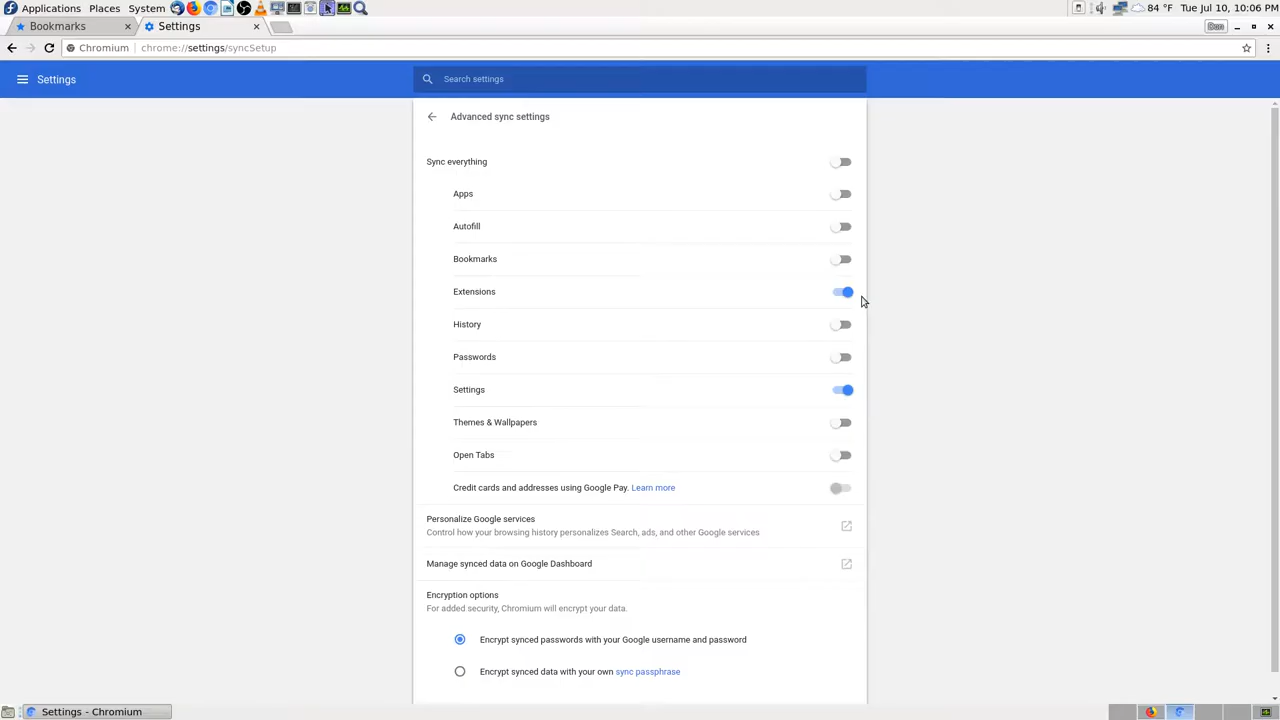 Applications Places System 84 °F Tue Jul 10, 10:06 PM
Bookmarks Settings Dan
Chromium chrome://settings/syncSetup
Settings Search settings
Advanced sync settings
Sync everything
Apps
Autofill
Bookmarks
Extensions
History
Passwords
Settings
Themes & Wallpapers
Open Tabs
Credit cards and addresses using Google Pay. Learn more
Personalize Google services
Control how your browsing history personalizes Search, ads, and other Google services
Manage synced data on Google Dashboard
Encryption options
For added security, Chromium will encrypt your data.
Encrypt synced passwords with your Google username and password
Encrypt synced data with your own sync passphrase
Settings - Chromium